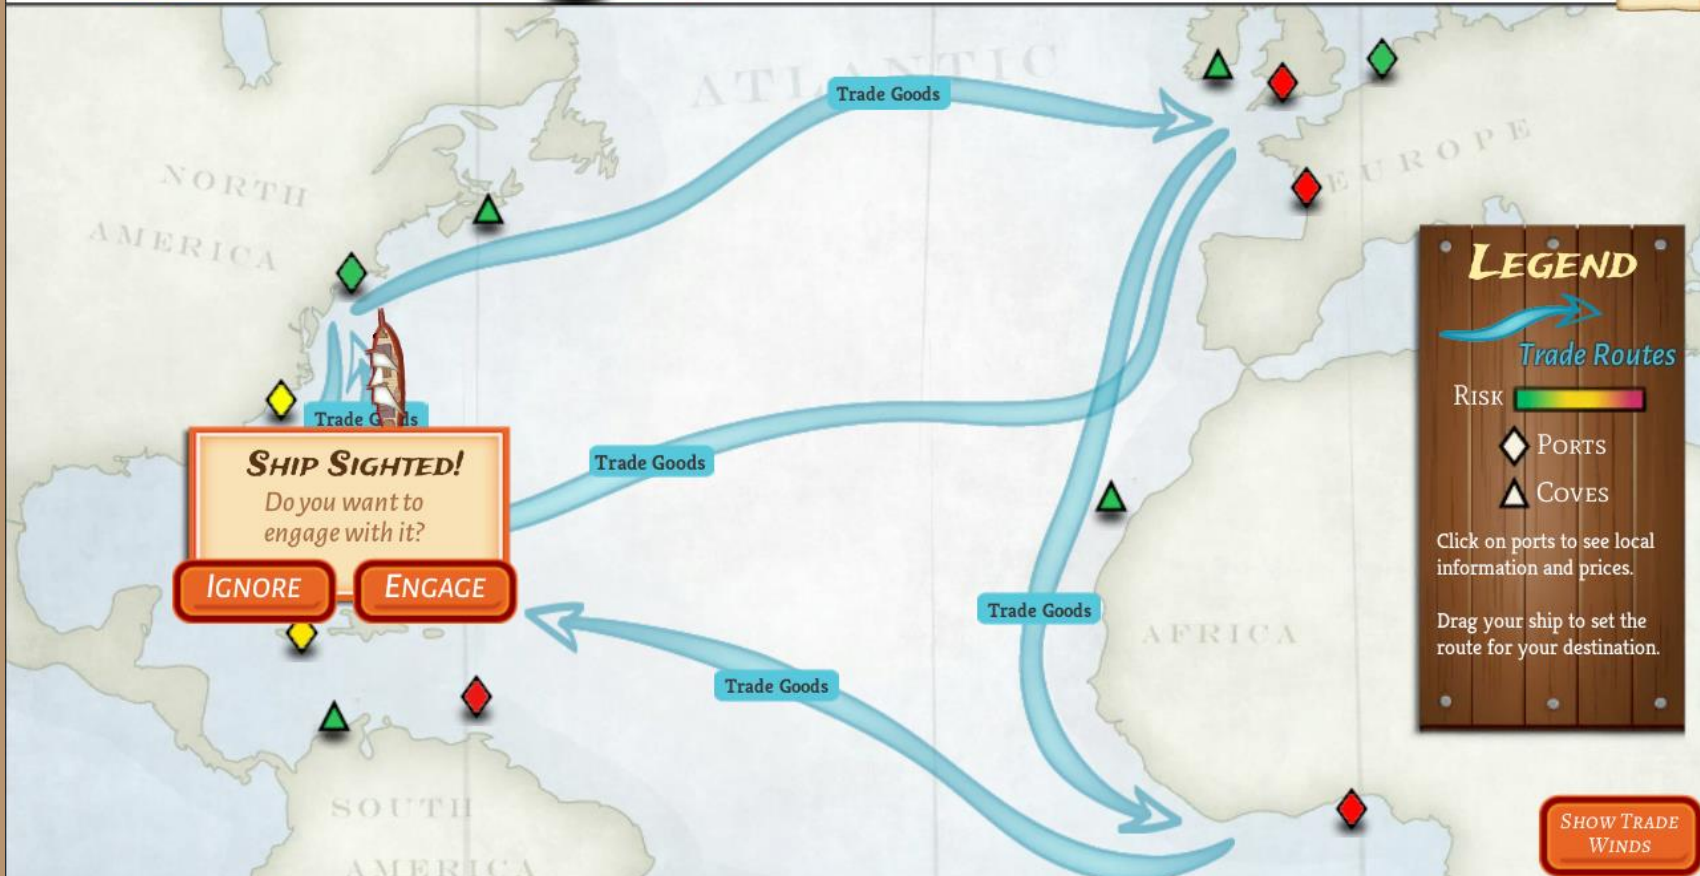 ATLANTIC
Trade Goods
EUROPE
NORTH
AMERICA
LEGEND
Trade Routes
RISK
PORTS
COVES
Click on ports to see local
information and prices.
Drag your ship to set the
route for your destination.
Trade Goods
SHIP SIGHTED!
Do you want to
engage with it?
IGNORE
ENGAGE
Trade Goods
Trade Goods
AFRICA
Trade Goods
SOUTH
AMERICA
SHOW TRADE
WINDS